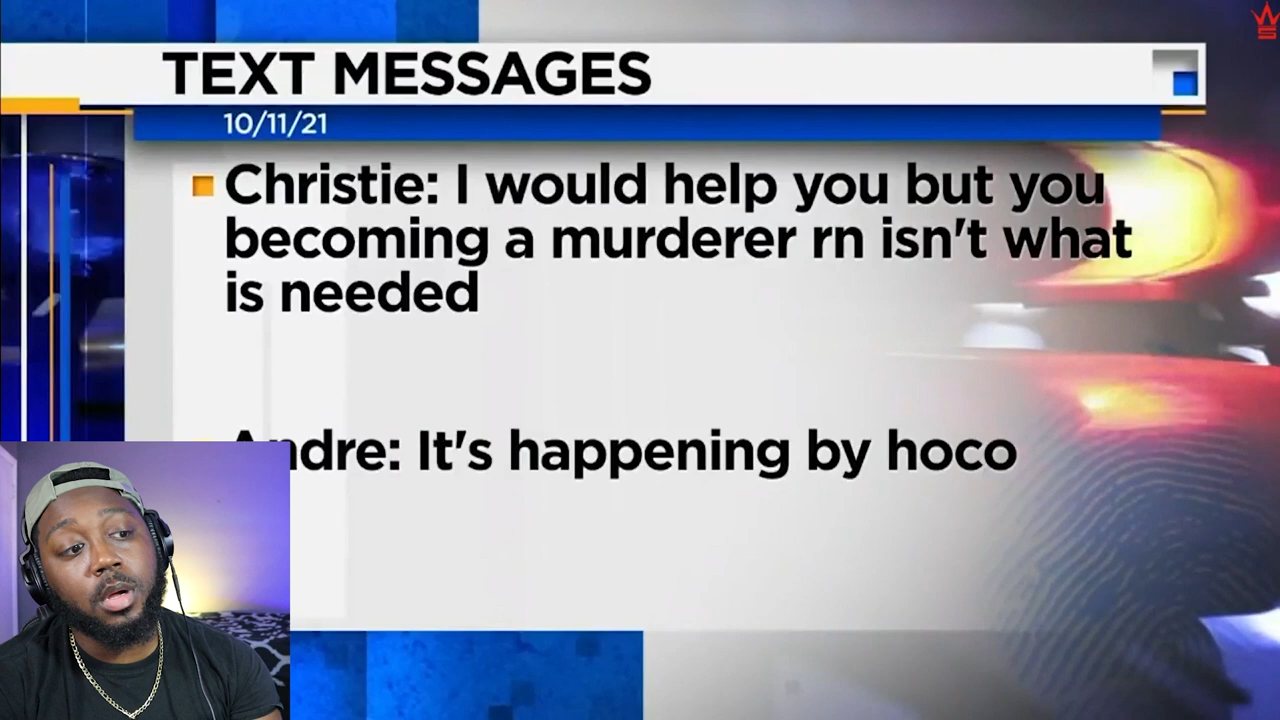 TEXT MESSAGES
10/11/21
Christie: I would help you but you
becoming a murderer rn isn't what
is needed
Andre: It's happening by hoco